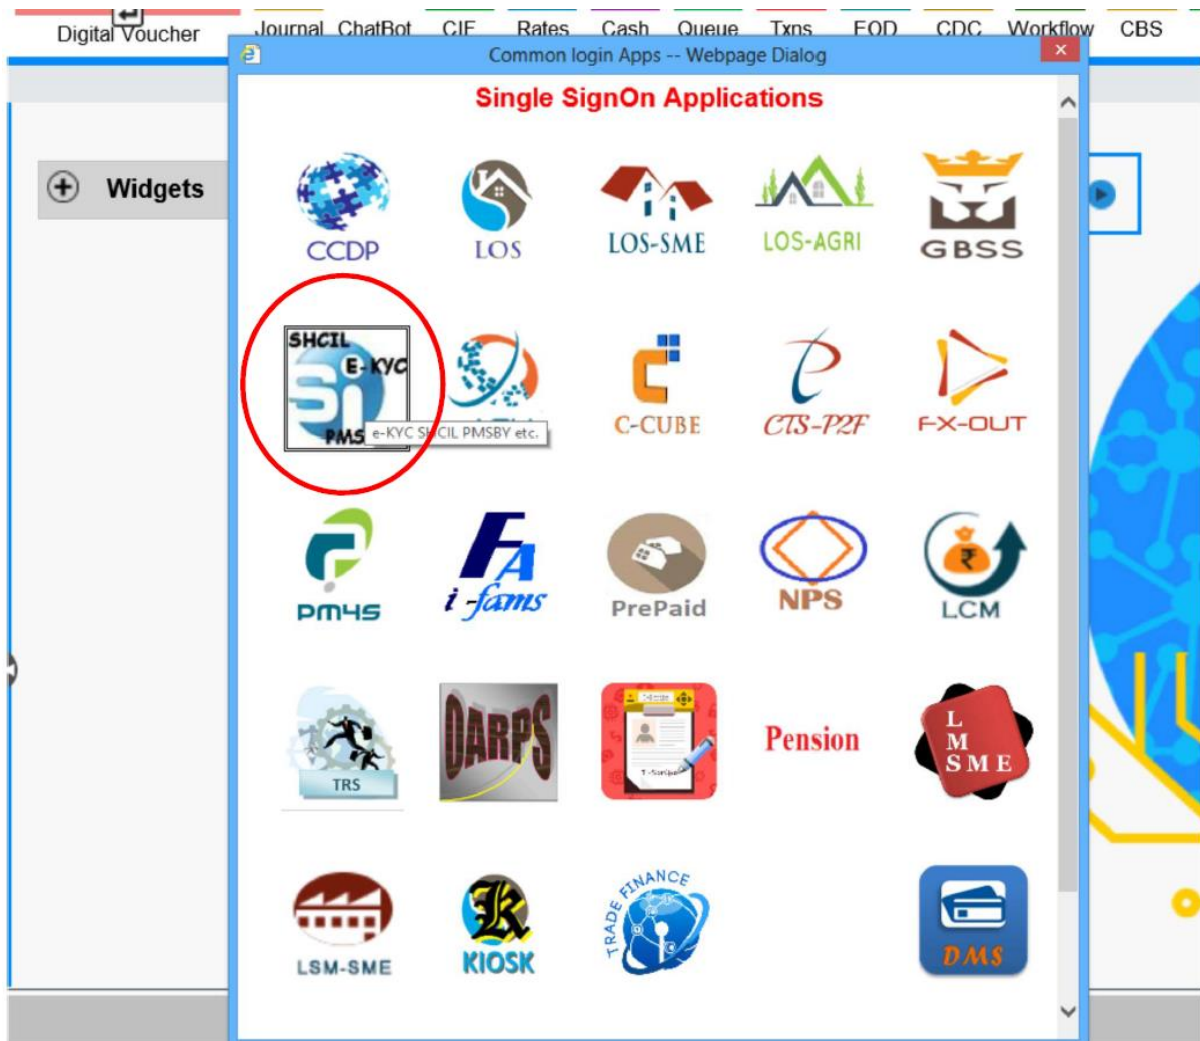 Digital Voucher
Journal ChatBot CIF Rates Cash Queue Txns EOD CDC Workflow CBS
Common login Apps -- Webpage Dialog
Single SignOn Applications
Widgets
CCDP
LOS
LOS-SME
LOS-AGRI
GBSS
SHCIL
E-KYC
Si
PMS
e-KYC SHCIL PMSBY etc.
C-CUBE
CTS-P2F
FX-OUT
PM4S
FA
i-fams
PrePaid
NPS
₹
LCM
TRS
DARPS
Pension
L
M
SME
LSM-SME
K
KIOSK
TRADE FINANCE
DMS